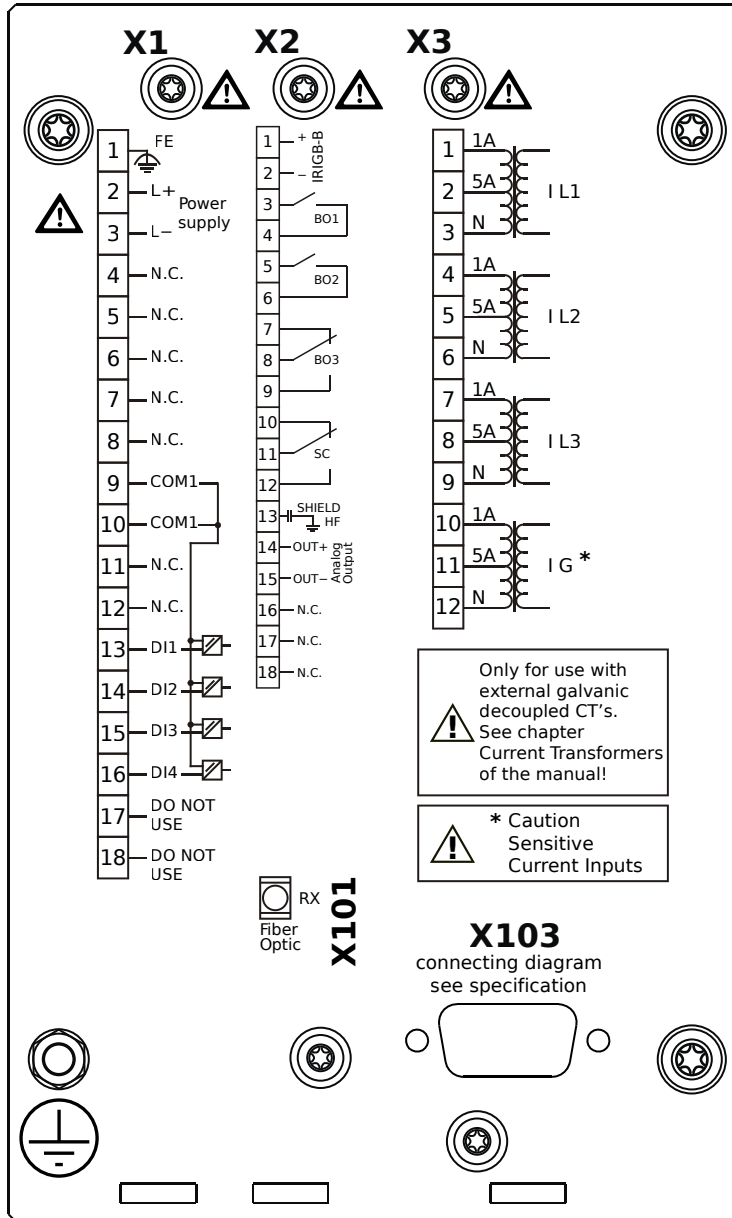 X1
X2
X3
1 FE
2 L+ Power
supply
3 L−
4 N.C.
5 N.C.
6 N.C.
7 N.C.
8 N.C.
9 COM1
10 COM1
11 N.C.
12 N.C.
13 DI1
14 DI2
15 DI3
16 DI4
17 DO NOT
USE
18 DO NOT
USE
1 +
IRIGB-B
2 −
3
BO1
4
5
BO2
6
7
8 BO3
9
10
11 SC
12
13 SHIELD
HF
14 OUT+
Analog
Output
15 OUT−
16 N.C.
17 N.C.
18 N.C.
1 1A
2 5A I L1
3 N
4 1A
5 5A I L2
6 N
7 1A
8 5A I L3
9 N
10 1A
11 5A I G *
12 N
Only for use with
external galvanic
decoupled CT's.
See chapter
Current Transformers
of the manual!
* Caution
Sensitive
Current Inputs
RX
Fiber
Optic
X101
X103
connecting diagram
see specification